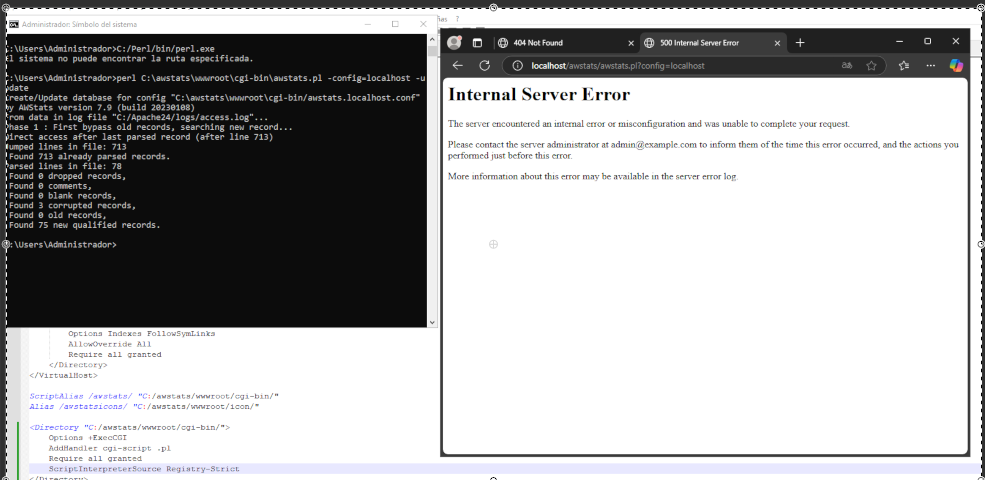 Administrador: Símbolo del sistema
:\Users\Administrador>C:/Perl/bin/perl.exe
El sistema no puede encontrar la ruta especificada.
:\Users\Administrador>perl C:\awstats\wwwroot\cgi-bin\awstats.pl -config=localhost -u
pdate
Create/Update database for config "C:\awstats\wwwroot\cgi-bin/awstats.localhost.conf"
by AWStats version 7.9 (build 20230108)
From data in log file "C:/Apache24/logs/access.log"...
Phase 1 : First bypass old records, searching new record...
Direct access after last parsed record (after line 713)
Jumped lines in file: 713
Found 713 already parsed records.
Parsed lines in file: 78
Found 0 dropped records,
Found 0 comments,
Found 0 blank records,
Found 3 corrupted records,
Found 0 old records,
Found 75 new qualified records.
:\Users\Administrador>
Options Indexes FollowSymLinks
AllowOverride All
Require all granted
</Directory>
</VirtualHost>
ScriptAlias /awstats/ "C:/awstats/wwwroot/cgi-bin/"
Alias /awstatsicons/ "C:/awstats/wwwroot/icon/"
<Directory "C:/awstats/wwwroot/cgi-bin/">
Options +ExecCGI
AddHandler cgi-script .pl
Require all granted
ScriptInterpreterSource Registry-Strict
</Directory>
?
404 Not Found
500 Internal Server Error
localhost/awstats/awstats.pl?config=localhost
Internal Server Error
The server encountered an internal error or misconfiguration and was unable to complete your request.
Please contact the server administrator at admin@example.com to inform them of the time this error occurred, and the actions you
performed just before this error.
More information about this error may be available in the server error log.